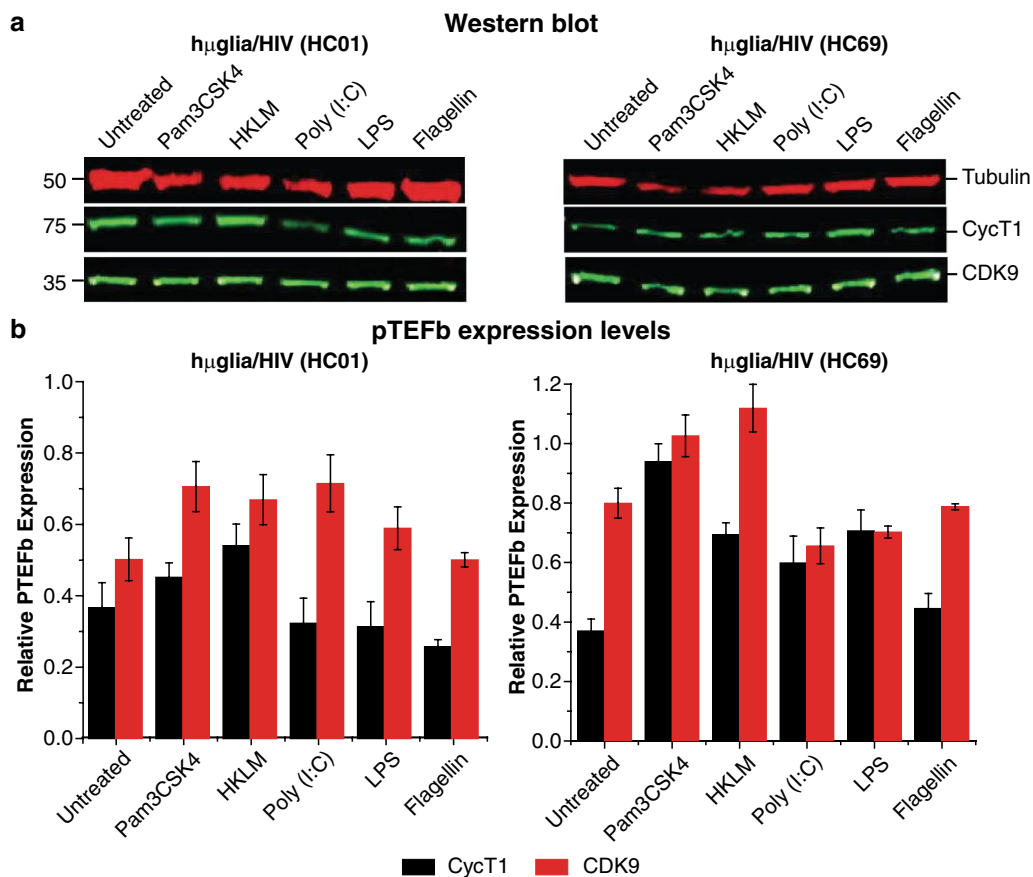 a
Western blot
hµglia/HIV (HC01)
hµglia/HIV (HC69)
Untreated
Pam3CSK4
HKLM
Poly (I:C)
LPS
Flagellin
Untreated
Pam3CSK4
HKLM
Poly (I:C)
LPS
Flagellin
50
75
35
Tubulin
CycT1
CDK9
b
pTEFb expression levels
hµglia/HIV (HC01)
hµglia/HIV (HC69)
Relative PTEFb Expression
1.0
0.8
0.6
0.4
0.2
0.0
Untreated
Pam3CSK4
HKLM
Poly (I:C)
LPS
Flagellin
Relative PTEFb Expression
1.2
1.0
0.8
0.6
0.4
0.2
0.0
Untreated
Pam3CSK4
HKLM
Poly (I:C)
LPS
Flagellin
CycT1
CDK9